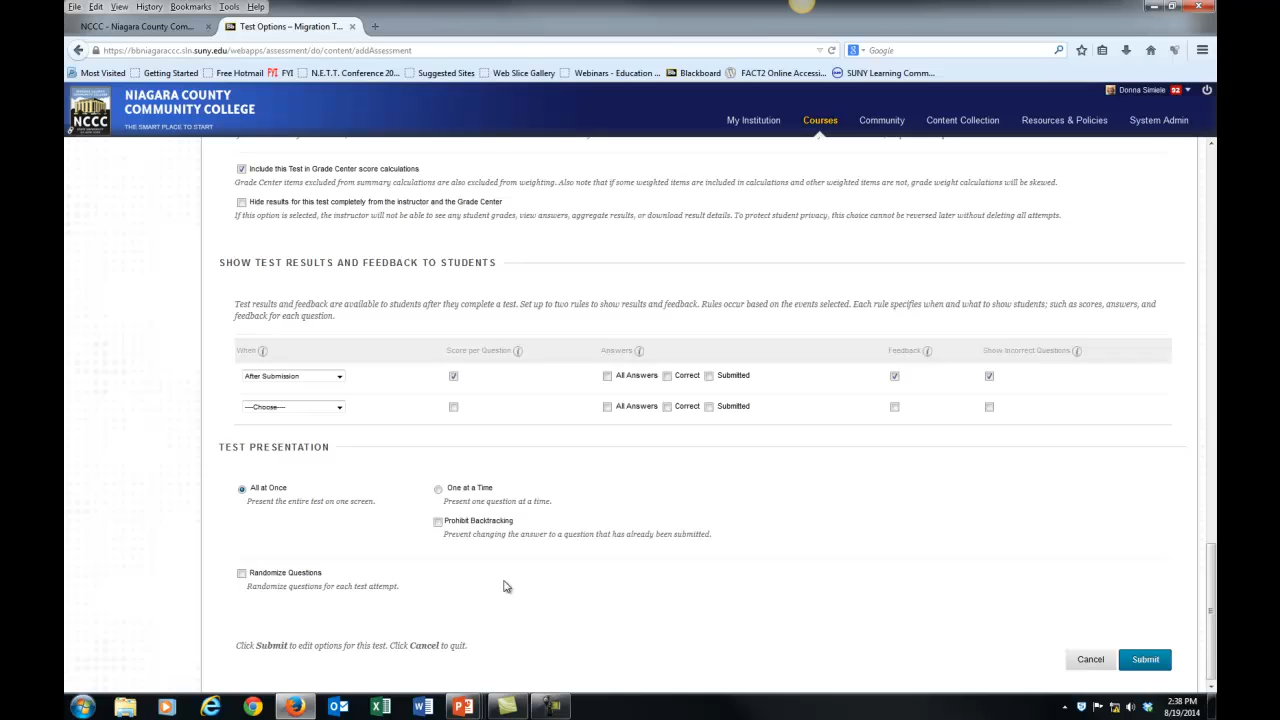 File Edit View History Bookmarks Tools Help
NCCC - Niagara County Com... × Test Options – Migration T... × +
https://bbniagaraccc.sln.suny.edu/webapps/assessment/do/content/addAssessment Google
Most Visited Getting Started Free Hotmail FYI FYI N.E.T.T. Conference 20... Suggested Sites Web Slice Gallery Webinars - Education ... Bb Blackboard FACT2 Online Accessi... SUNY Learning Comm...
Donna Simiele 92
NIAGARA COUNTY
COMMUNITY COLLEGE
NCCC
THE SMART PLACE TO START
My Institution Courses Community Content Collection Resources & Policies System Admin
Include this Test in Grade Center score calculations
Grade Center items excluded from summary calculations are also excluded from weighting. Also note that if some weighted items are included in calculations and other weighted items are not, grade weight calculations will be skewed.
Hide results for this test completely from the instructor and the Grade Center
If this option is selected, the instructor will not be able to see any student grades, view answers, aggregate results, or download result details. To protect student privacy, this choice cannot be reversed later without deleting all attempts.
SHOW TEST RESULTS AND FEEDBACK TO STUDENTS
Test results and feedback are available to students after they complete a test. Set up to two rules to show results and feedback. Rules occur based on the events selected. Each rule specifies when and what to show students; such as scores, answers, and
feedback for each question.
When Score per Question Answers Feedback Show Incorrect Questions
After Submission All Answers Correct Submitted
----Choose---- All Answers Correct Submitted
TEST PRESENTATION
All at Once One at a Time
Present the entire test on one screen. Present one question at a time.
Prohibit Backtracking
Prevent changing the answer to a question that has already been submitted.
Randomize Questions
Randomize questions for each test attempt.
Click Submit to edit options for this test. Click Cancel to quit.
Cancel Submit
2:38 PM
8/19/2014